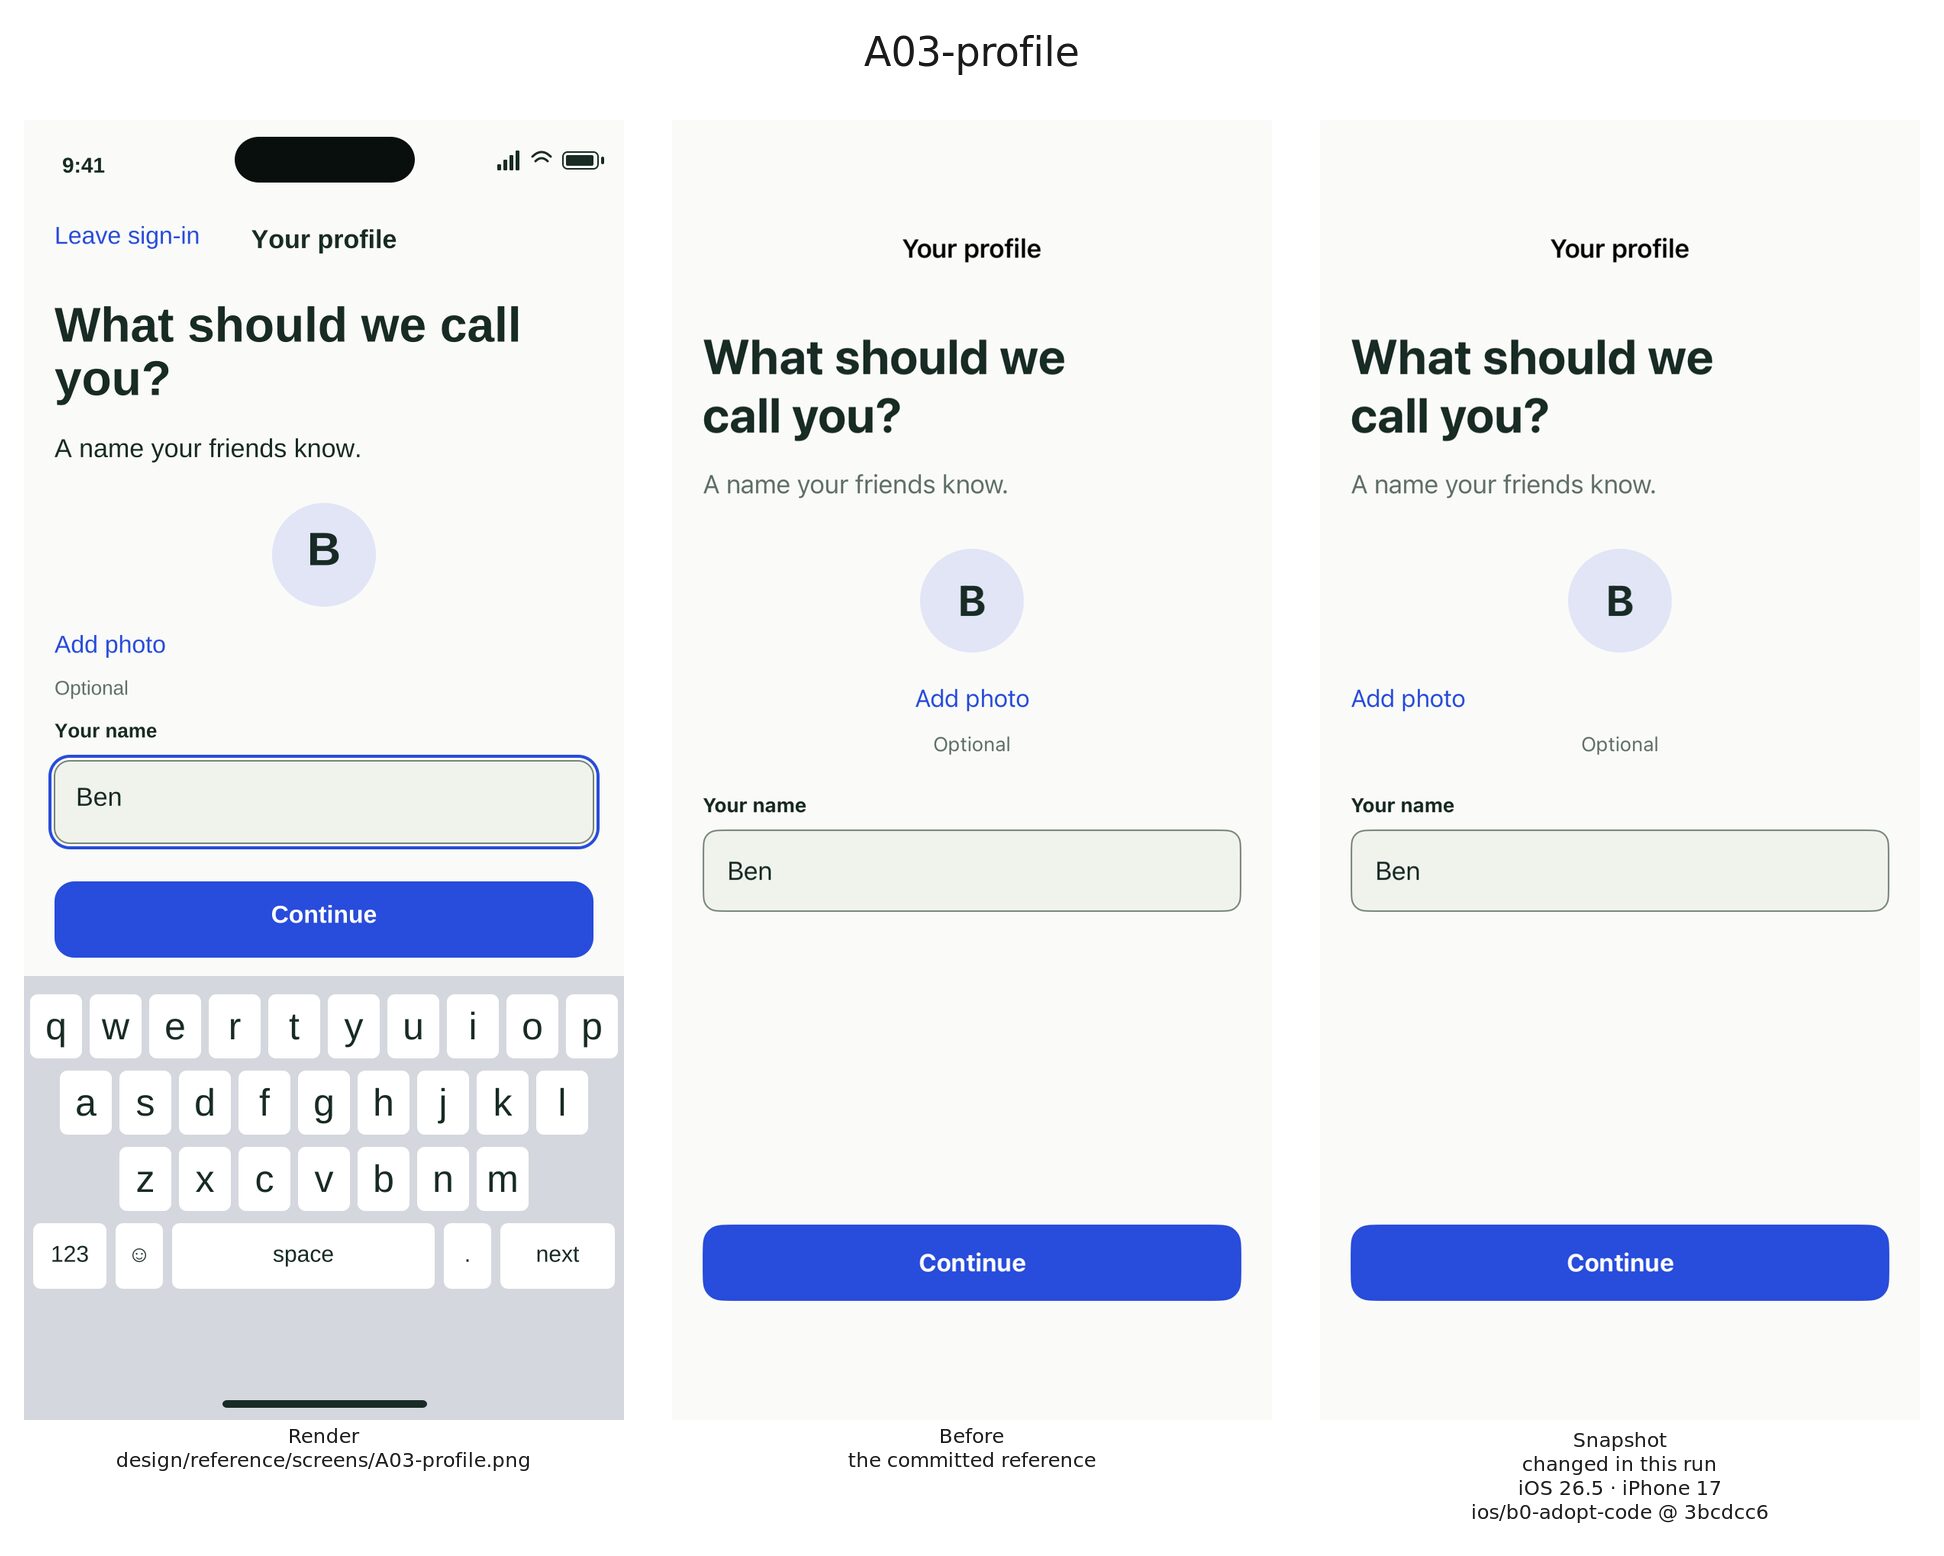 A03-profile
9:41
Leave sign-in
Your profile
What should we call
you?
A name your friends know.
B
Add photo
Optional
Your name
Ben
Continue
q w e r t y u i o p
a s d f g h j k l
z x c v b n m
123 ☺ space . next
Render
design/reference/screens/A03-profile.png
Your profile
What should we
call you?
A name your friends know.
B
Add photo
Optional
Your name
Ben
Continue
Before
the committed reference
Your profile
What should we
call you?
A name your friends know.
B
Add photo
Optional
Your name
Ben
Continue
Snapshot
changed in this run
iOS 26.5 · iPhone 17
ios/b0-adopt-code @ 3bcdcc6